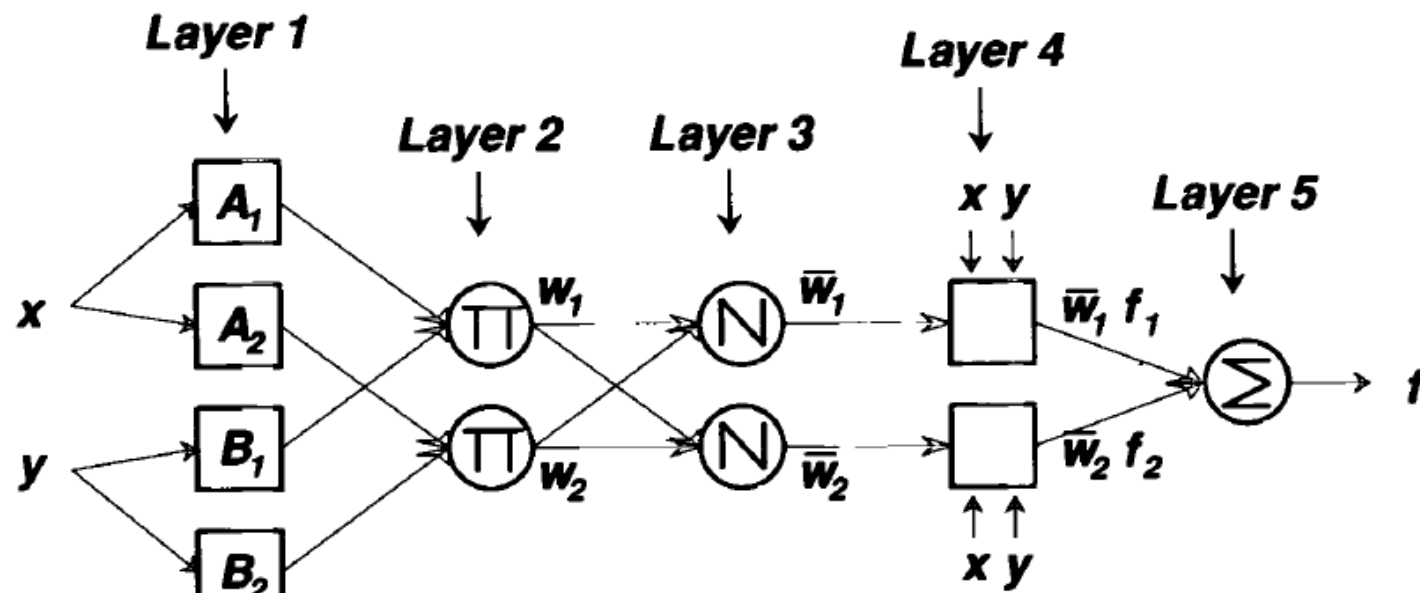 Layer 1
Layer 4
Layer 2
Layer 3
x y
Layer 5
A₁
x
A₂
Π
w₁
N
w̅₁
w̅₁ f₁
Σ
f
y
B₁
Π
w₂
N
w̅₂
w̅₂ f₂
B₂
x y